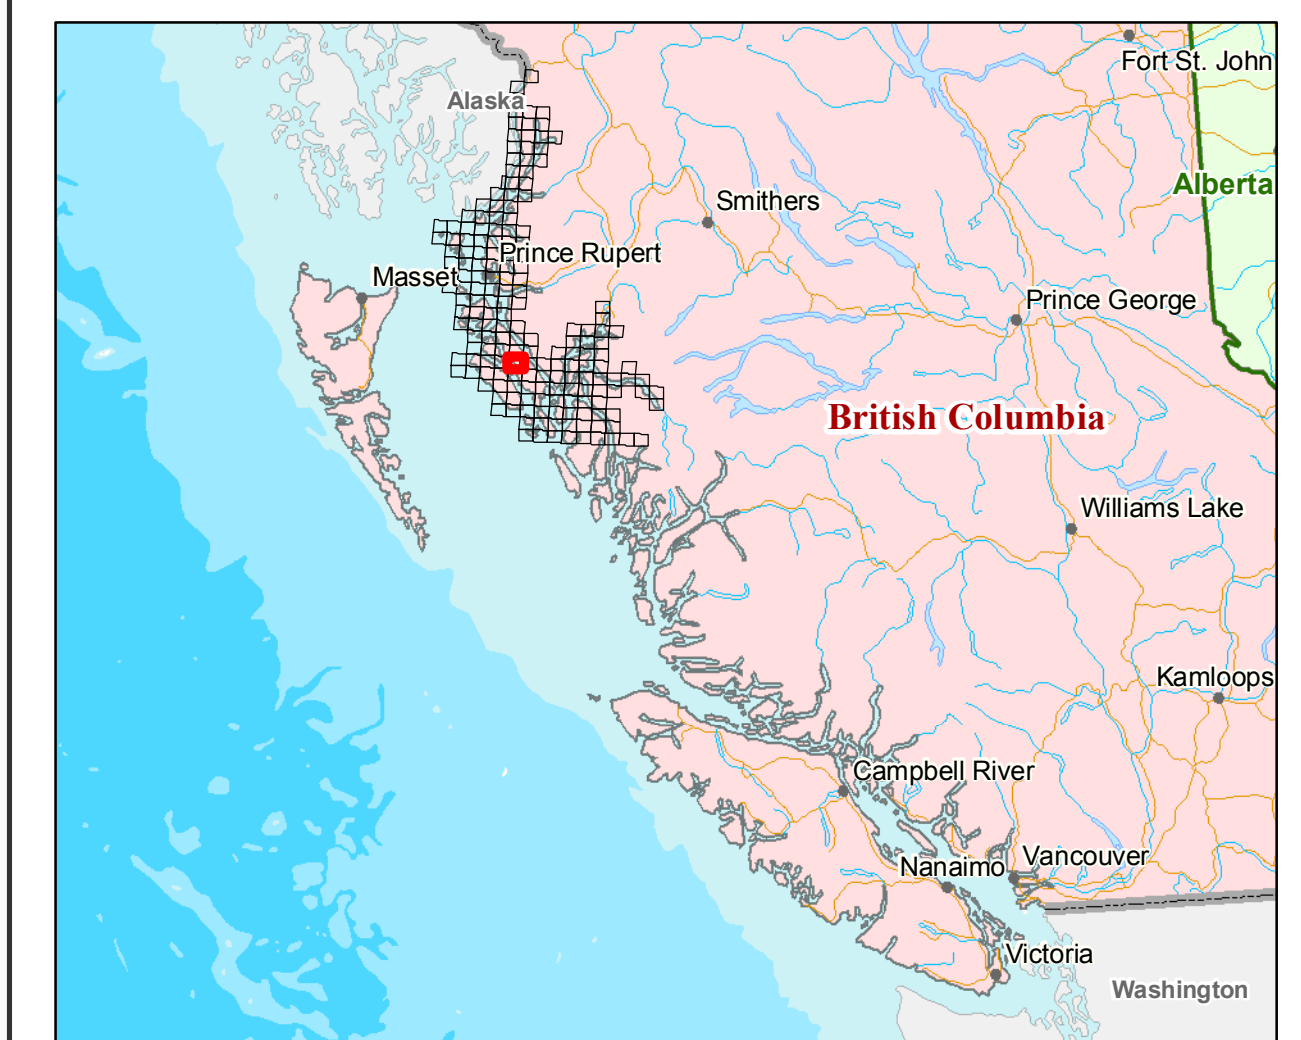 Fort St. John
Alaska
Alberta
Smithers
Prince Rupert
Masset
Prince George
British Columbia
Williams Lake
Kamloops
Campbell River
Vancouver
Nanaimo
Victoria
Washington